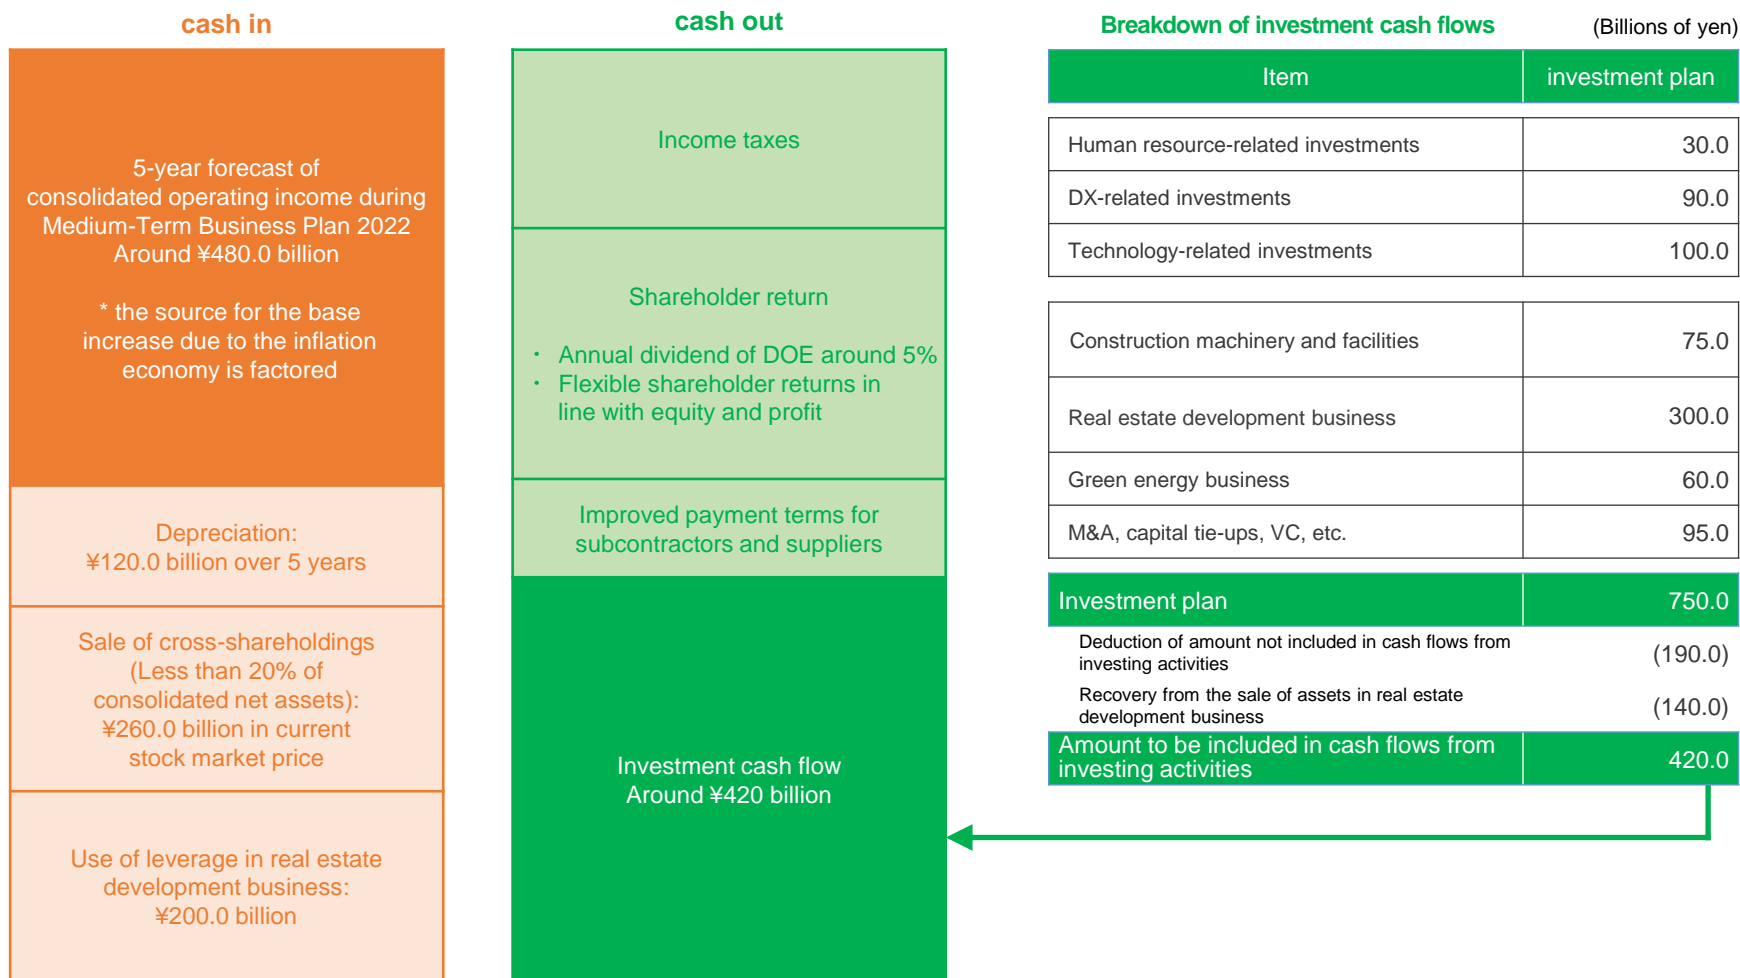 cash in
5-year forecast of
consolidated operating income during
Medium-Term Business Plan 2022
Around ¥480.0 billion
* the source for the base
increase due to the inflation
economy is factored
Depreciation:
¥120.0 billion over 5 years
Sale of cross-shareholdings
(Less than 20% of
consolidated net assets):
¥260.0 billion in current
stock market price
Use of leverage in real estate
development business:
¥200.0 billion
cash out
Income taxes
Shareholder return
・ Annual dividend of DOE around 5%
・ Flexible shareholder returns in
line with equity and profit
Improved payment terms for
subcontractors and suppliers
Investment cash flow
Around ¥420 billion
Breakdown of investment cash flows (Billions of yen)
Item investment plan
Human resource-related investments 30.0
DX-related investments 90.0
Technology-related investments 100.0
Construction machinery and facilities 75.0
Real estate development business 300.0
Green energy business 60.0
M&A, capital tie-ups, VC, etc. 95.0
Investment plan 750.0
Deduction of amount not included in cash flows from
investing activities (190.0)
Recovery from the sale of assets in real estate
development business (140.0)
Amount to be included in cash flows from
investing activities 420.0